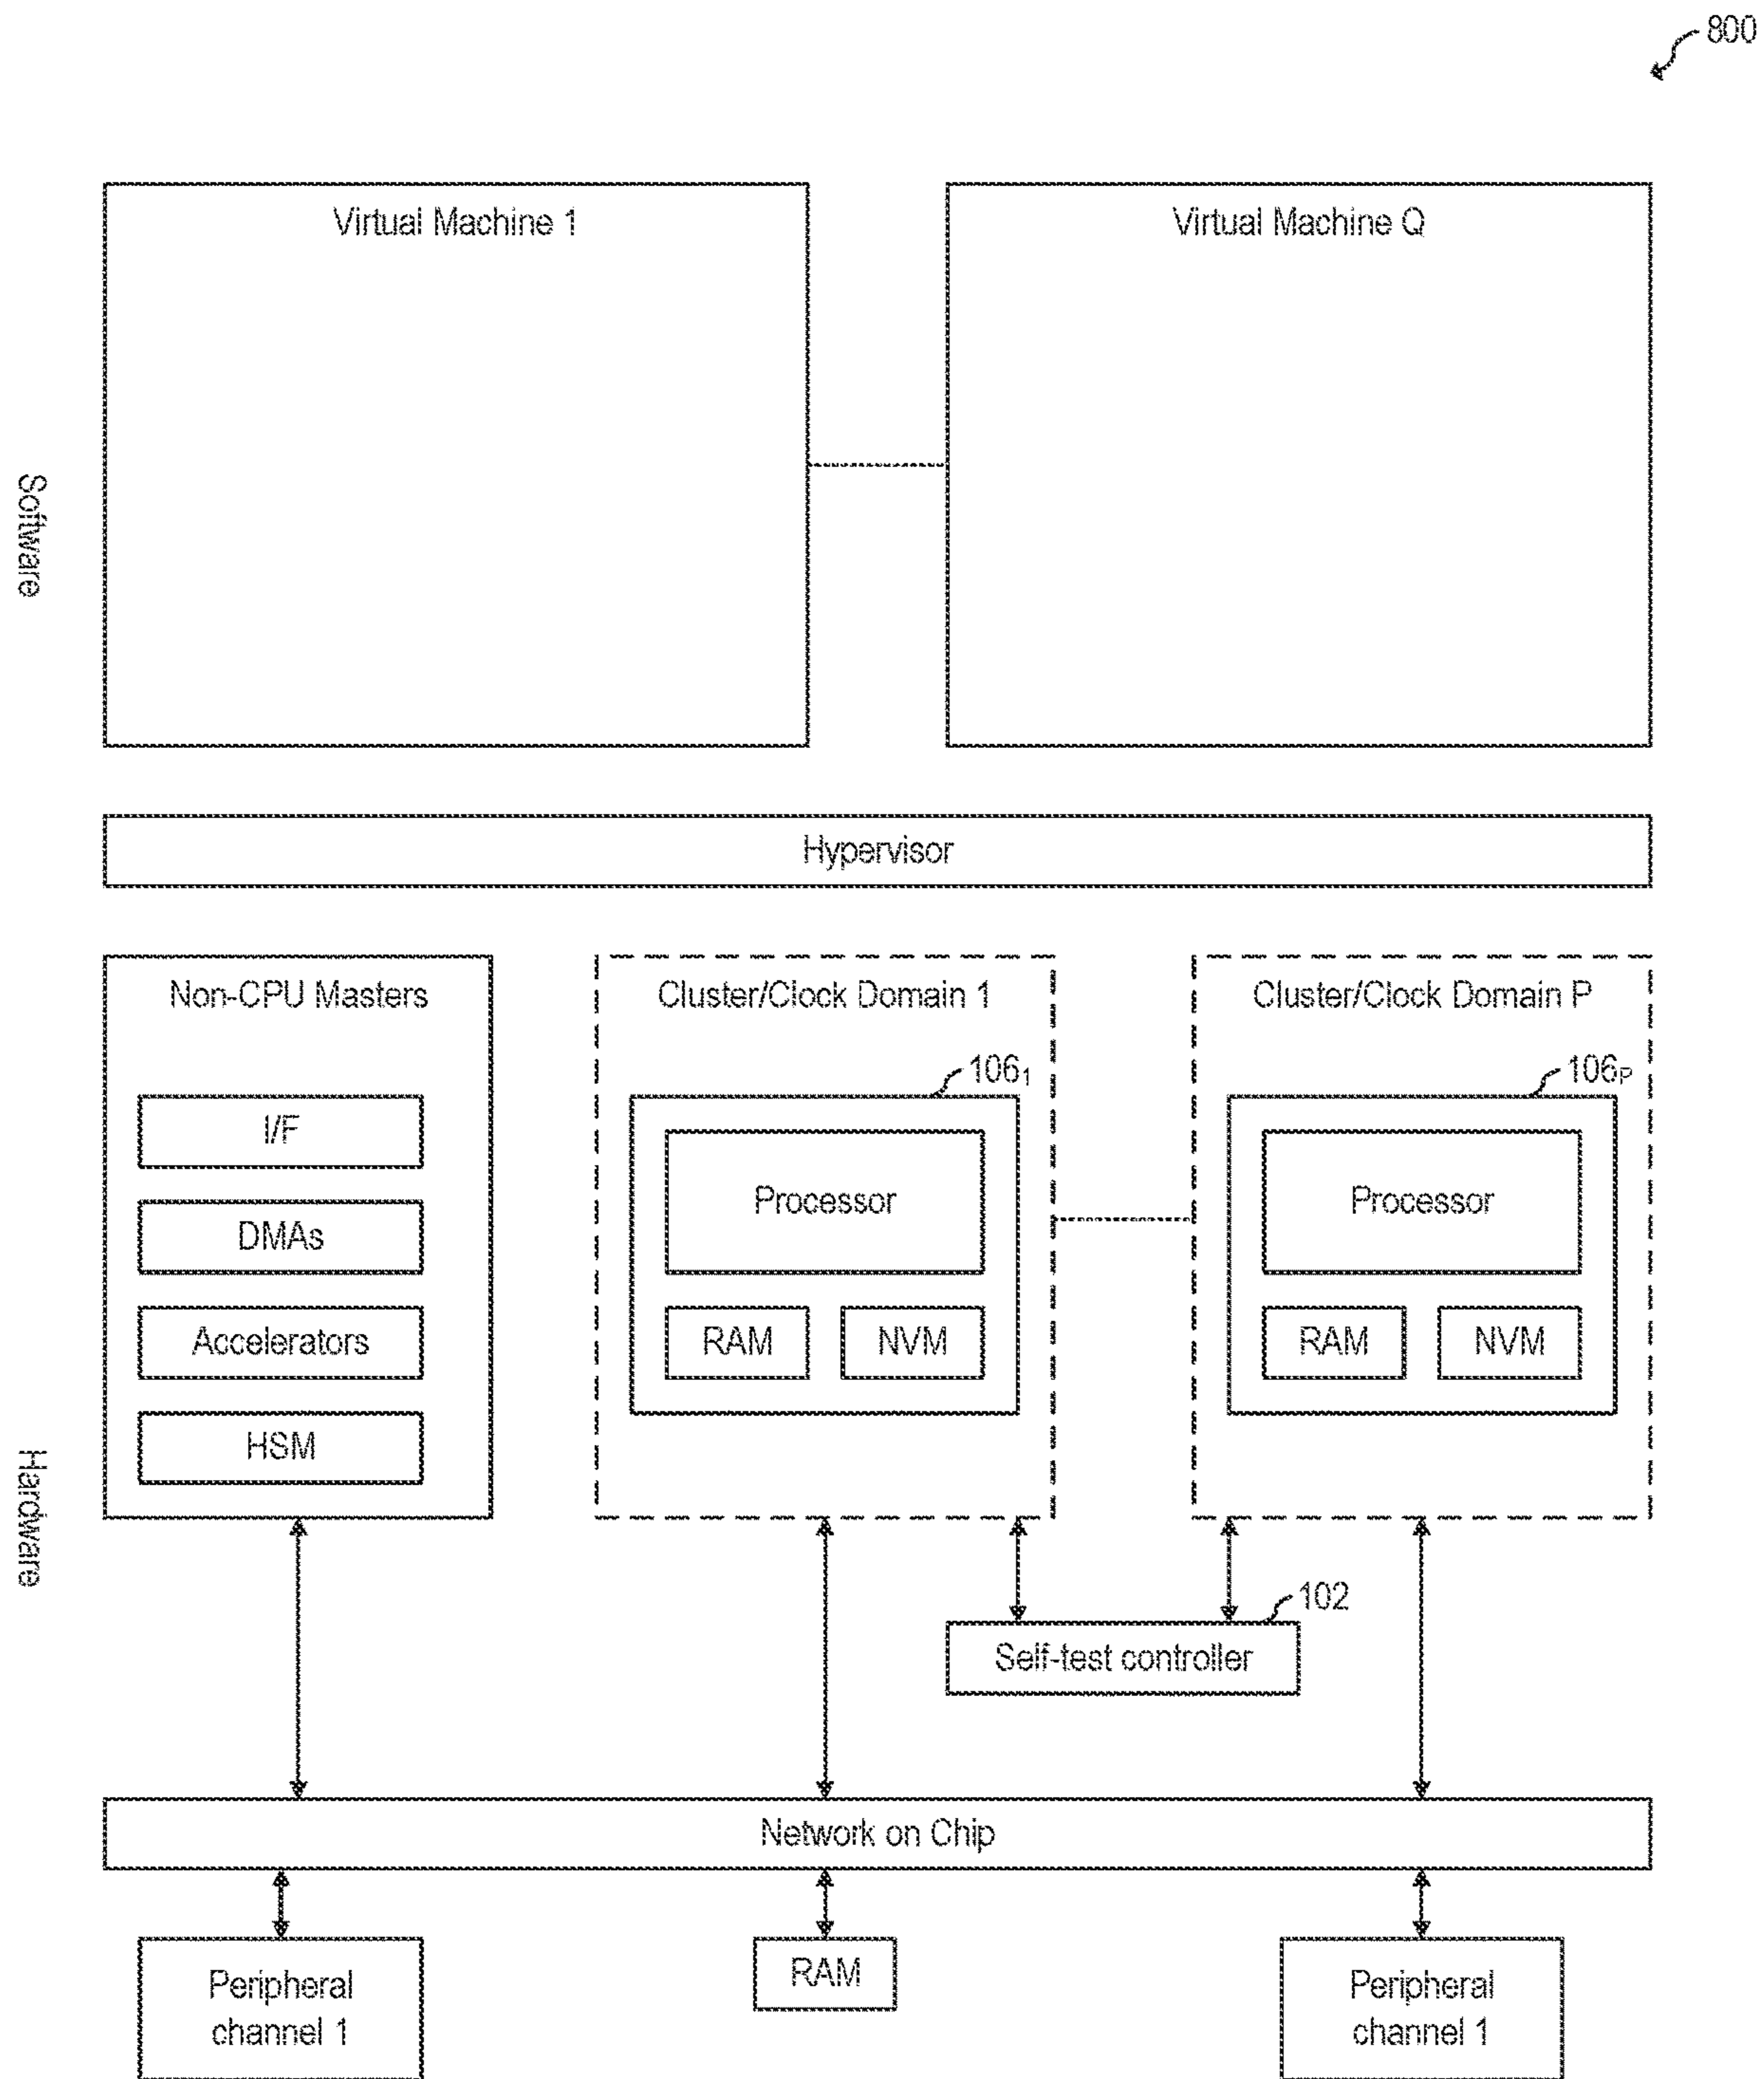 800
Virtual Machine 1
Virtual Machine Q
Software
Hypervisor
Non-CPU Masters
Cluster/Clock Domain 1
Cluster/Clock Domain P
106₁
106ₚ
I/F
Processor
Processor
DMAs
Accelerators
RAM
NVM
RAM
NVM
HSM
Hardware
102
Self-test controller
Network on Chip
Peripheral
channel 1
RAM
Peripheral
channel 1